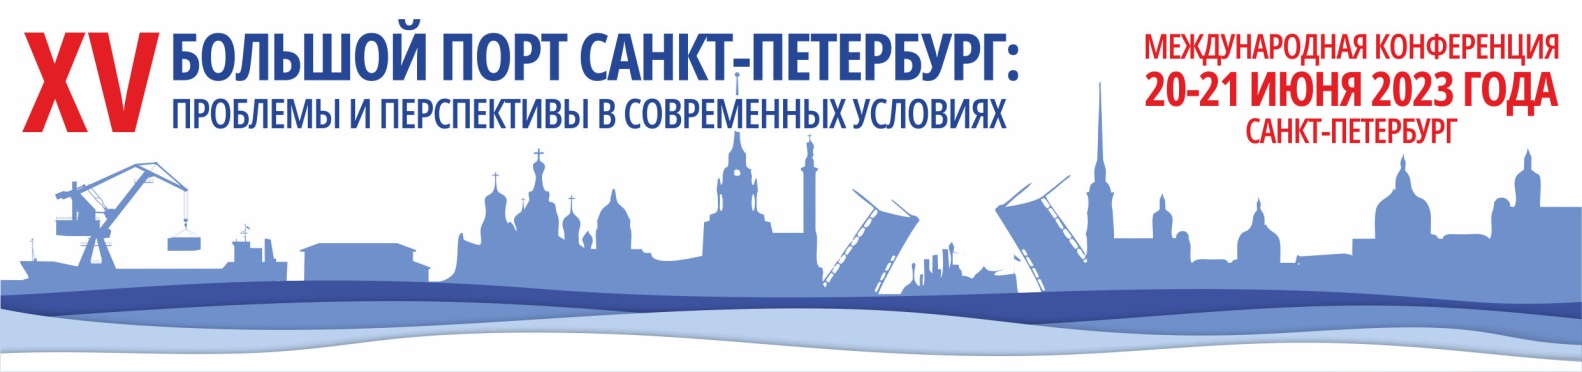 XV
БОЛЬШОЙ ПОРТ САНКТ-ПЕТЕРБУРГ:
ПРОБЛЕМЫ И ПЕРСПЕКТИВЫ В СОВРЕМЕННЫХ УСЛОВИЯХ
МЕЖДУНАРОДНАЯ КОНФЕРЕНЦИЯ
20-21 ИЮНЯ 2023 ГОДА
САНКТ-ПЕТЕРБУРГ